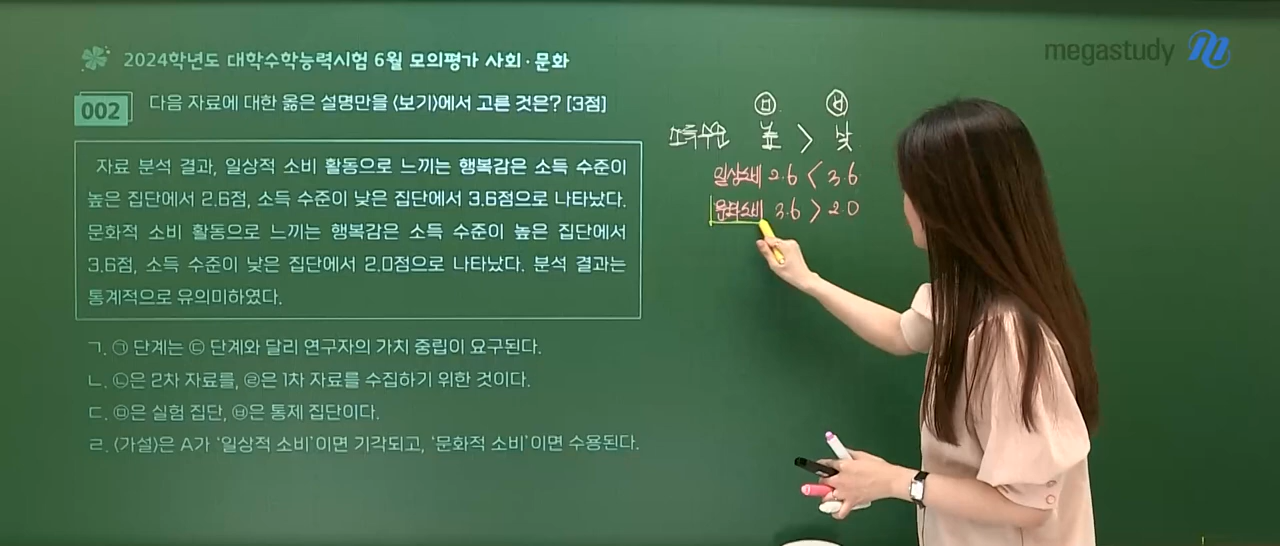 megastudy
2024학년도 대학수학능력시험 6월 모의평가 사회·문화
002 다음 자료에 대한 옳은 설명만을 〈보기〉에서 고른 것은? [3점]
자료 분석 결과, 일상적 소비 활동으로 느끼는 행복감은 소득 수준이
높은 집단에서 2.6점, 소득 수준이 낮은 집단에서 3.6점으로 나타났다.
문화적 소비 활동으로 느끼는 행복감은 소득 수준이 높은 집단에서
3.6점, 소득 수준이 낮은 집단에서 2.0점으로 나타났다. 분석 결과는
통계적으로 유의미하였다.
ㄱ. ㉠ 단계는 ㉢ 단계와 달리 연구자의 가치 중립이 요구된다.
ㄴ. ㉡은 2차 자료를, ㉣은 1차 자료를 수집하기 위한 것이다.
ㄷ. ㉤은 실험 집단, ㉥은 통제 집단이다.
ㄹ. 〈가설〉은 A가 '일상적 소비'이면 기각되고, '문화적 소비'이면 수용된다.
㉤ ㉥
소득수준 높 > 낮
일상소비 2.6 < 3.6
문화소비 3.6 > 2.0